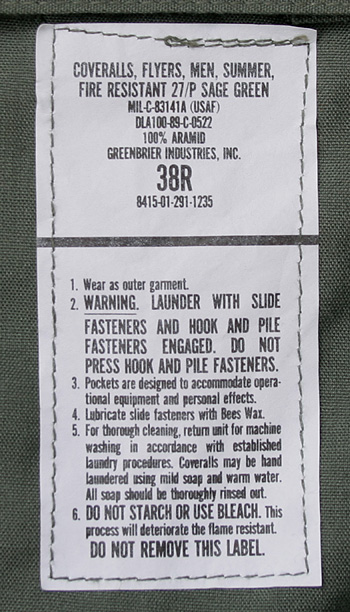 COVERALLS, FLYERS, MEN, SUMMER,
FIRE RESISTANT 27/P SAGE GREEN
MIL-C-83141A (USAF)
DLA100-89-C-0522
100% ARAMID
GREENBRIER INDUSTRIES, INC.
38R
8415-01-291-1235
1. Wear as outer garment.
2. WARNING. LAUNDER WITH SLIDE
FASTENERS AND HOOK AND PILE
FASTENERS ENGAGED. DO NOT
PRESS HOOK AND PILE FASTENERS.
3. Pockets are designed to accommodate opera-
tional equipment and personal effects.
4. Lubricate slide fasteners with Bees Wax.
5. For thorough cleaning, return unit for machine
washing in accordance with established
laundry procedures. Coveralls may be hand
laundered using mild soap and warm water.
All soap should be thoroughly rinsed out.
6. DO NOT STARCH OR USE BLEACH. This
process will deteriorate the flame resistant.
DO NOT REMOVE THIS LABEL.